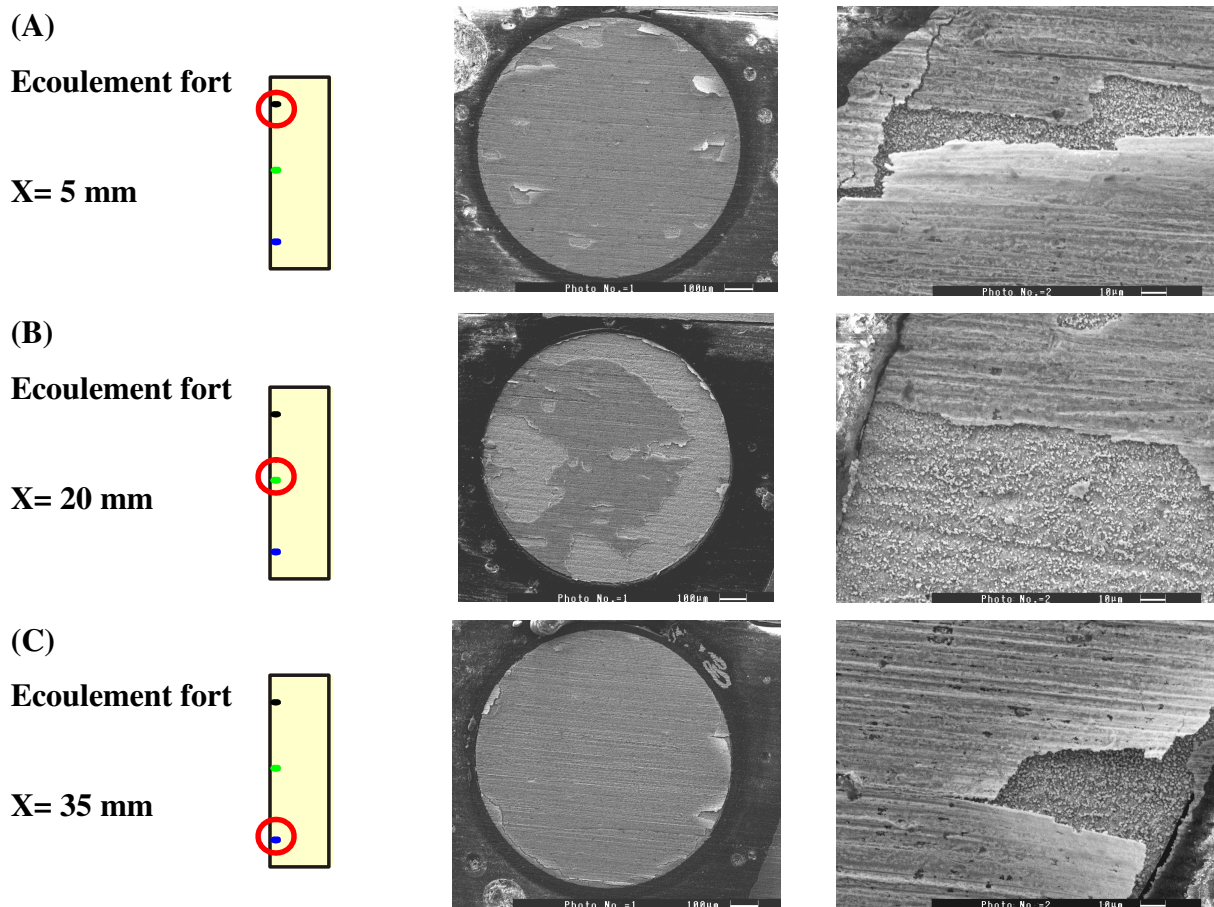 (A)
Ecoulement fort
X= 5 mm
Photo No.=1 100µm
Photo No.=2 10µm
(B)
Ecoulement fort
X= 20 mm
Photo No.=1 100µm
Photo No.=2 10µm
(C)
Ecoulement fort
X= 35 mm
Photo No.=1 100µm
Photo No.=2 10µm